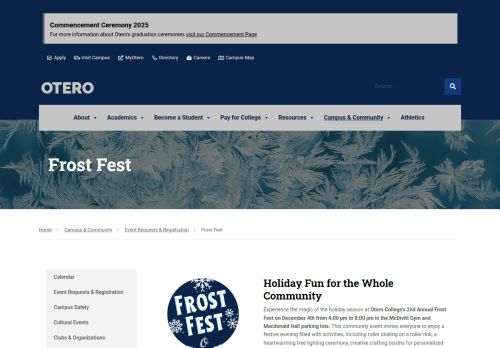 Commencement Ceremony 2025
For more information about Otero's graduation ceremonies visit our Commencement Page
Apply
Visit Campus
MyOtero
Directory
Careers
Campus Map
OTERO
Search
About
Academics
Become a Student
Pay for College
Resources
Campus & Community
Athletics
Frost Fest
Home
Campus & Community
Event Requests & Registration
Frost Fest
Calendar
Event Requests & Registration
Campus Safety
Cultural Events
Clubs & Organizations
FROST
FEST
Holiday Fun for the Whole
Community
Experience the magic of the holiday season at Otero College's 2nd Annual Frost
Fest on December 4th from 4:00 pm to 8:00 pm in the McDivitt Gym and
Macdonald Hall parking lots. This community event invites everyone to enjoy a
festive evening filled with activities, including roller skating on a roller rink, a
heartwarming tree lighting ceremony, creative crafting booths for personalized